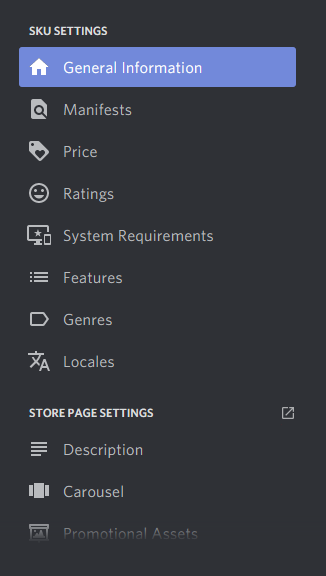 SKU SETTINGS
General Information
Manifests
Price
Ratings
System Requirements
Features
Genres
Locales
STORE PAGE SETTINGS
Description
Carousel
Promotional Assets